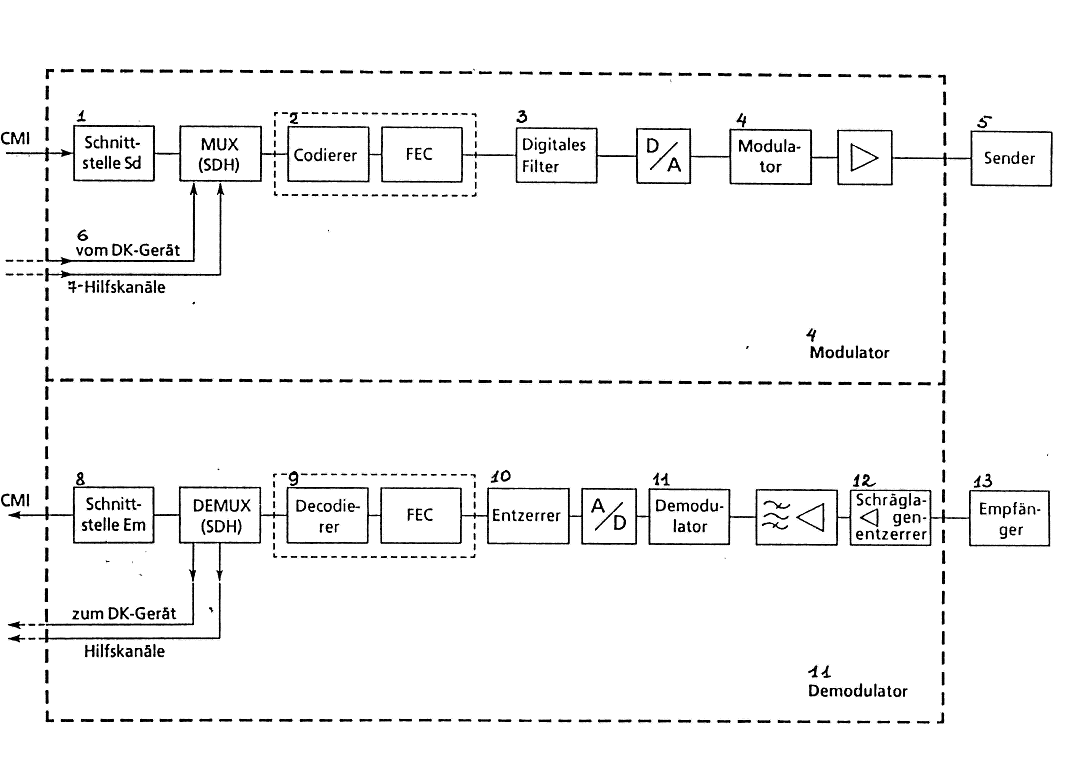 1
2
3
4
5
CMI
Schnitt-
stelle Sd
MUX
(SDH)
Codierer
FEC
Digitales
Filter
D/A
Modula-
tor
Sender
6
vom DK-Gerät
7-Hilfskanäle
4
Modulator
8
9
10
11
12
13
CMI
Schnitt-
stelle Em
DEMUX
(SDH)
Decodie-
rer
FEC
Entzerrer
A/D
Demodu-
lator
Schrägla-
gen-
entzerrer
Empfän-
ger
zum DK-Gerät
Hilfskanäle
11
Demodulator